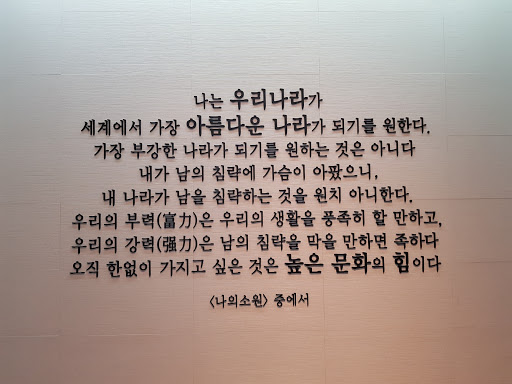 나는 우리나라가
세계에서 가장 아름다운 나라가 되기를 원한다.
가장 부강한 나라가 되기를 원하는 것은 아니다
내가 남의 침략에 가슴이 아팠으니,
내 나라가 남을 침략하는 것을 원치 아니한다.
우리의 부력(富力)은 우리의 생활을 풍족히 할 만하고,
우리의 강력(强力)은 남의 침략을 막을 만하면 족하다
오직 한없이 가지고 싶은 것은 높은 문화의 힘이다
<나의소원> 중에서